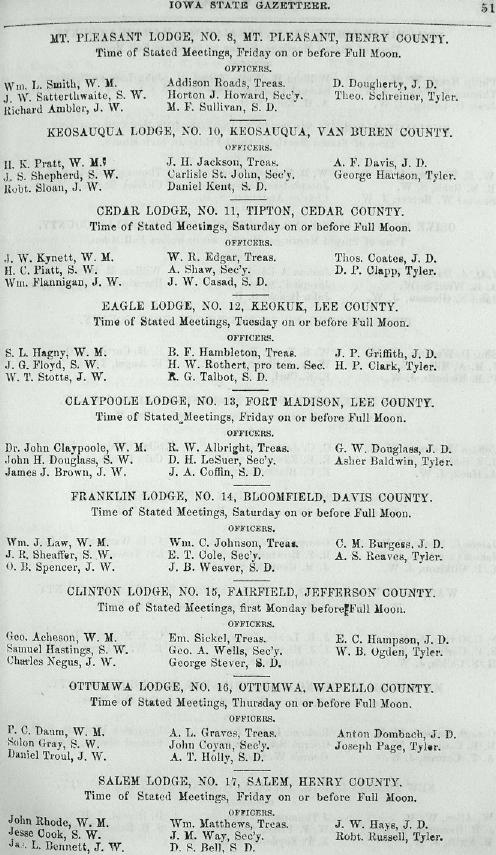 IOWA STATE GAZETTEER. 51
MT. PLEASANT LODGE, NO. 8, MT. PLEASANT, HENRY COUNTY.
Time of Stated Meetings, Friday on or before Full Moon.
OFFICERS.
Wm. L. Smith, W. M. Addison Roads, Treas. D. Dougherty, J. D.
J. W. Satterthwaite, S. W. Horton J. Howard, Sec'y. Theo. Schreiner, Tyler.
Richard Ambler, J. W. M. F. Sullivan, S. D.
KEOSAUQUA LODGE, NO. 10, KEOSAUQUA, VAN BUREN COUNTY.
OFFICERS.
H. K. Pratt, W. M. J. H. Jackson, Treas. A. F. Davis, J. D.
J. S. Shepherd, S. W. Carlisle St. John, Sec'y. George Hartson, Tyler.
Robt. Sloan, J. W. Daniel Kent, S. D.
CEDAR LODGE, NO. 11, TIPTON, CEDAR COUNTY.
Time of Stated Meetings, Saturday on or before Full Moon.
OFFICERS.
J. W. Kynett, W. M. W. R. Edgar, Treas. Thos. Coates, J. D.
H. C. Piatt, S. W. A. Shaw, Sec'y. D. P. Clapp, Tyler.
Wm. Flannigan, J. W. J. W. Casad, S. D.
EAGLE LODGE, NO. 12, KEOKUK, LEE COUNTY.
Time of Stated Meetings, Tuesday on or before Full Moon.
OFFICERS.
S. L. Hagny, W. M. B. F. Hambleton, Treas. J. P. Griffith, J. D.
J. G. Floyd, S. W. H. W. Rothert, pro tem. Sec. H. P. Clark, Tyler.
W. T. Stotts, J. W. R. G. Talbot, S. D.
CLAYPOOLE LODGE, NO. 13, FORT MADISON, LEE COUNTY.
Time of Stated Meetings, Friday on or before Full Moon.
OFFICERS.
Dr. John Claypoole, W. M. R. W. Albright, Treas. G. W. Douglass, J. D.
John H. Douglass, S. W. D. H. LeSuer, Sec'y. Asher Baldwin, Tyler.
James J. Brown, J. W. J. A. Coffin, S. D.
FRANKLIN LODGE, NO. 14, BLOOMFIELD, DAVIS COUNTY.
Time of Stated Meetings, Saturday on or before Full Moon.
OFFICERS.
Wm. J. Law, W. M. Wm. C. Johnson, Treas. C. M. Burgess, J. D.
J. R. Sheaffer, S. W. E. T. Cole, Sec'y. A. S. Reaves, Tyler.
O. B. Spencer, J. W. J. B. Weaver, S. D.
CLINTON LODGE, NO. 15, FAIRFIELD, JEFFERSON COUNTY.
Time of Stated Meetings, first Monday before Full Moon.
OFFICERS.
Geo. Acheson, W. M. Em. Sickel, Treas. E. C. Hampson, J. D.
Samuel Hastings, S. W. Geo. A. Wells, Sec'y. W. B. Ogden, Tyler.
Charles Negus, J. W. George Stever, S. D.
OTTUMWA LODGE, NO. 16, OTTUMWA, WAPELLO COUNTY.
Time of Stated Meetings, Thursday on or before Full Moon.
OFFICERS.
P. C. Daum, W. M. A. L. Graves, Treas. Anton Dombach, J. D.
Solon Gray, S. W. John Coyan, Sec'y. Joseph Page, Tyler.
Daniel Troul, J. W. A. T. Holly, S. D.
SALEM LODGE, NO. 17, SALEM, HENRY COUNTY.
Time of Stated Meetings, Friday on or before Full Moon.
OFFICERS.
John Rhode, W. M. Wm. Matthews, Treas. J. W. Hays, J. D.
Jesse Cook, S. W. J. M. Way, Sec'y. Robt. Russell, Tyler.
Jas. L. Bennett, J. W. D. S. Bell, S D.